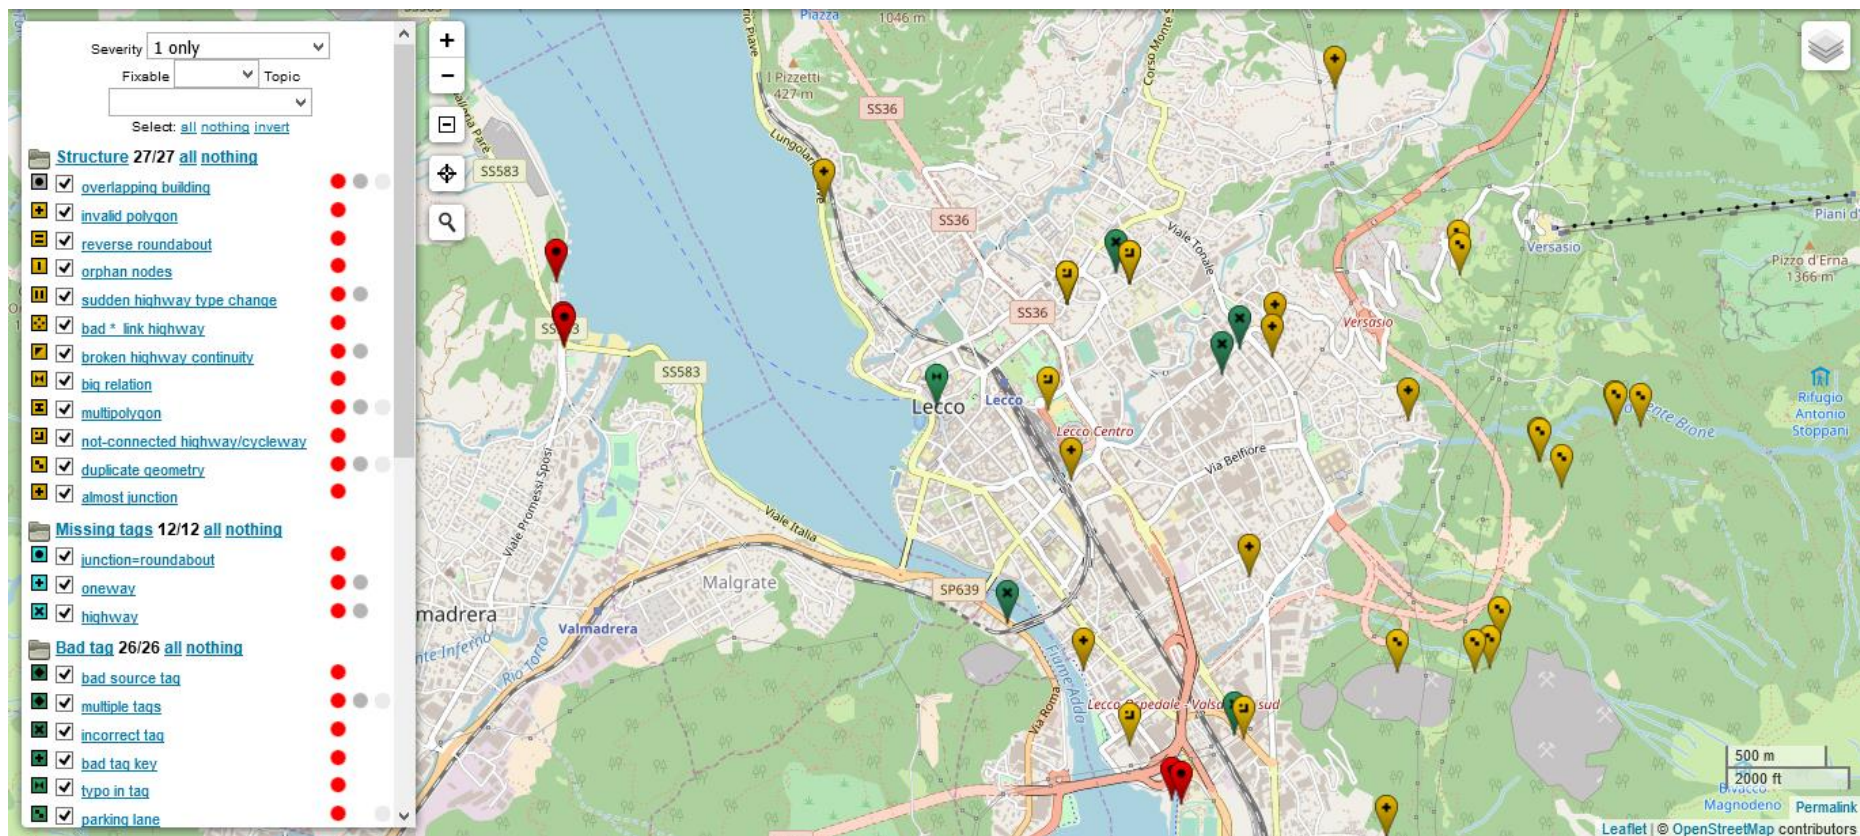 Severity 1 only
Fixable Topic
Select: all nothing invert
Structure 27/27 all nothing
overlapping building
invalid polygon
reverse roundabout
orphan nodes
sudden highway type change
bad *_link highway
broken highway continuity
big relation
multipolygon
not-connected highway/cycleway
duplicate geometry
almost junction
Missing tags 12/12 all nothing
junction=roundabout
oneway
highway
Bad tag 26/26 all nothing
bad source tag
multiple tags
incorrect tag
bad tag key
typo in tag
parking lane
+
−
Piazza
1046 m
I Pizzetti
427 m
SS36
Corso Monte S
SS583
Lungolar
SS36
Viale Tonale
Versasio
Piani d'
Pizzo d'Erna
1366 m
SS36
Versasio
SS583
Lecco
Lecco
Lecco Centro
Rifugio
Antonio
Stoppani
Via Belfiore
Viale Promessi Sposi
Viale Italia
Malgrate
SP639
madrera
Valmadrera
Rio Torto
Fiume Adda
Via Roma
500 m
2000 ft
Bivacco
Magnodeno
Permalink
Leaflet | © OpenStreetMap contributors